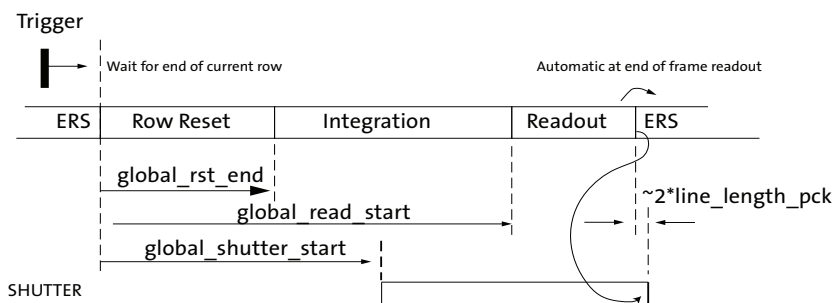 Trigger
Wait for end of current row
Automatic at end of frame readout
ERS Row Reset Integration Readout ERS
global_rst_end
~2*line_length_pck
global_read_start
global_shutter_start
SHUTTER